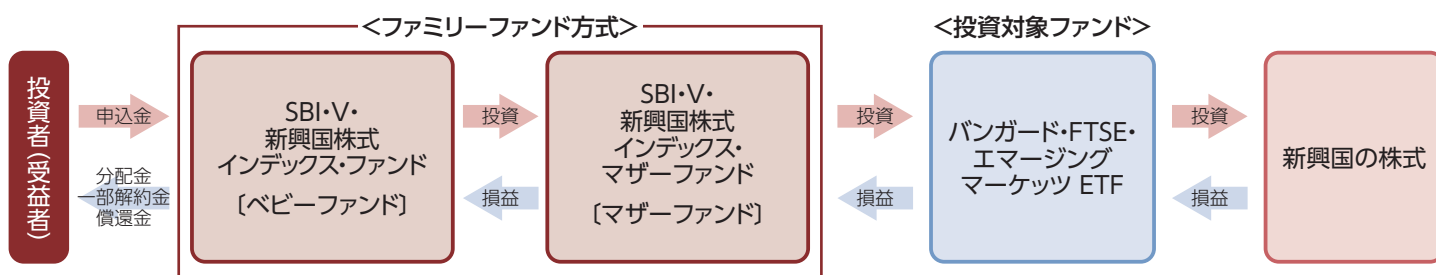 <ファミリーファンド方式>
<投資対象ファンド>
投資者(受益者)
申込金
分配金
一部解約金
償還金
SBI・V・
新興国株式
インデックス・ファンド
〔ベビーファンド〕
投資
損益
SBI・V・
新興国株式
インデックス・
マザーファンド
〔マザーファンド〕
投資
損益
バンガード・FTSE・
エマージング
マーケッツ ETF
投資
損益
新興国の株式